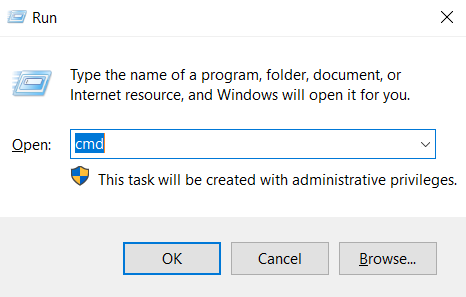 Run
Type the name of a program, folder, document, or
Internet resource, and Windows will open it for you.
Open: cmd
This task will be created with administrative privileges.
OK Cancel Browse...